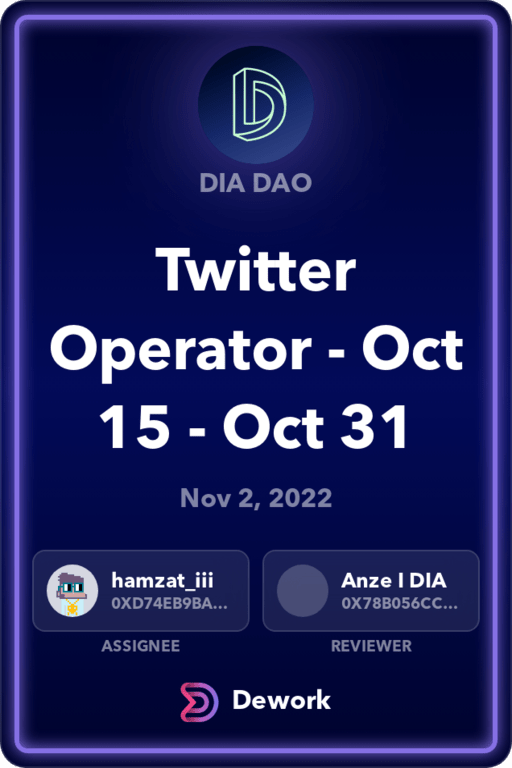 DIA DAO
Twitter
Operator - Oct
15 - Oct 31
Nov 2, 2022
hamzat_iii
0XD74EB9BA...
ASSIGNEE
Anze I DIA
0X78B056CC...
REVIEWER
Dework